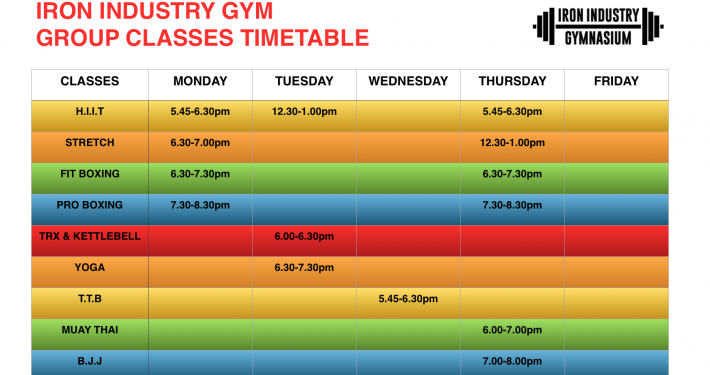 IRON INDUSTRY GYM
GROUP CLASSES TIMETABLE
IRON INDUSTRY
GYMNASIUM
CLASSES MONDAY TUESDAY WEDNESDAY THURSDAY FRIDAY
H.I.I.T 5.45-6.30pm 12.30-1.00pm 5.45-6.30pm
STRETCH 6.30-7.00pm 12.30-1.00pm
FIT BOXING 6.30-7.30pm 6.30-7.30pm
PRO BOXING 7.30-8.30pm 7.30-8.30pm
TRX & KETTLEBELL 6.00-6.30pm
YOGA 6.30-7.30pm
T.T.B 5.45-6.30pm
MUAY THAI 6.00-7.00pm
B.J.J 7.00-8.00pm